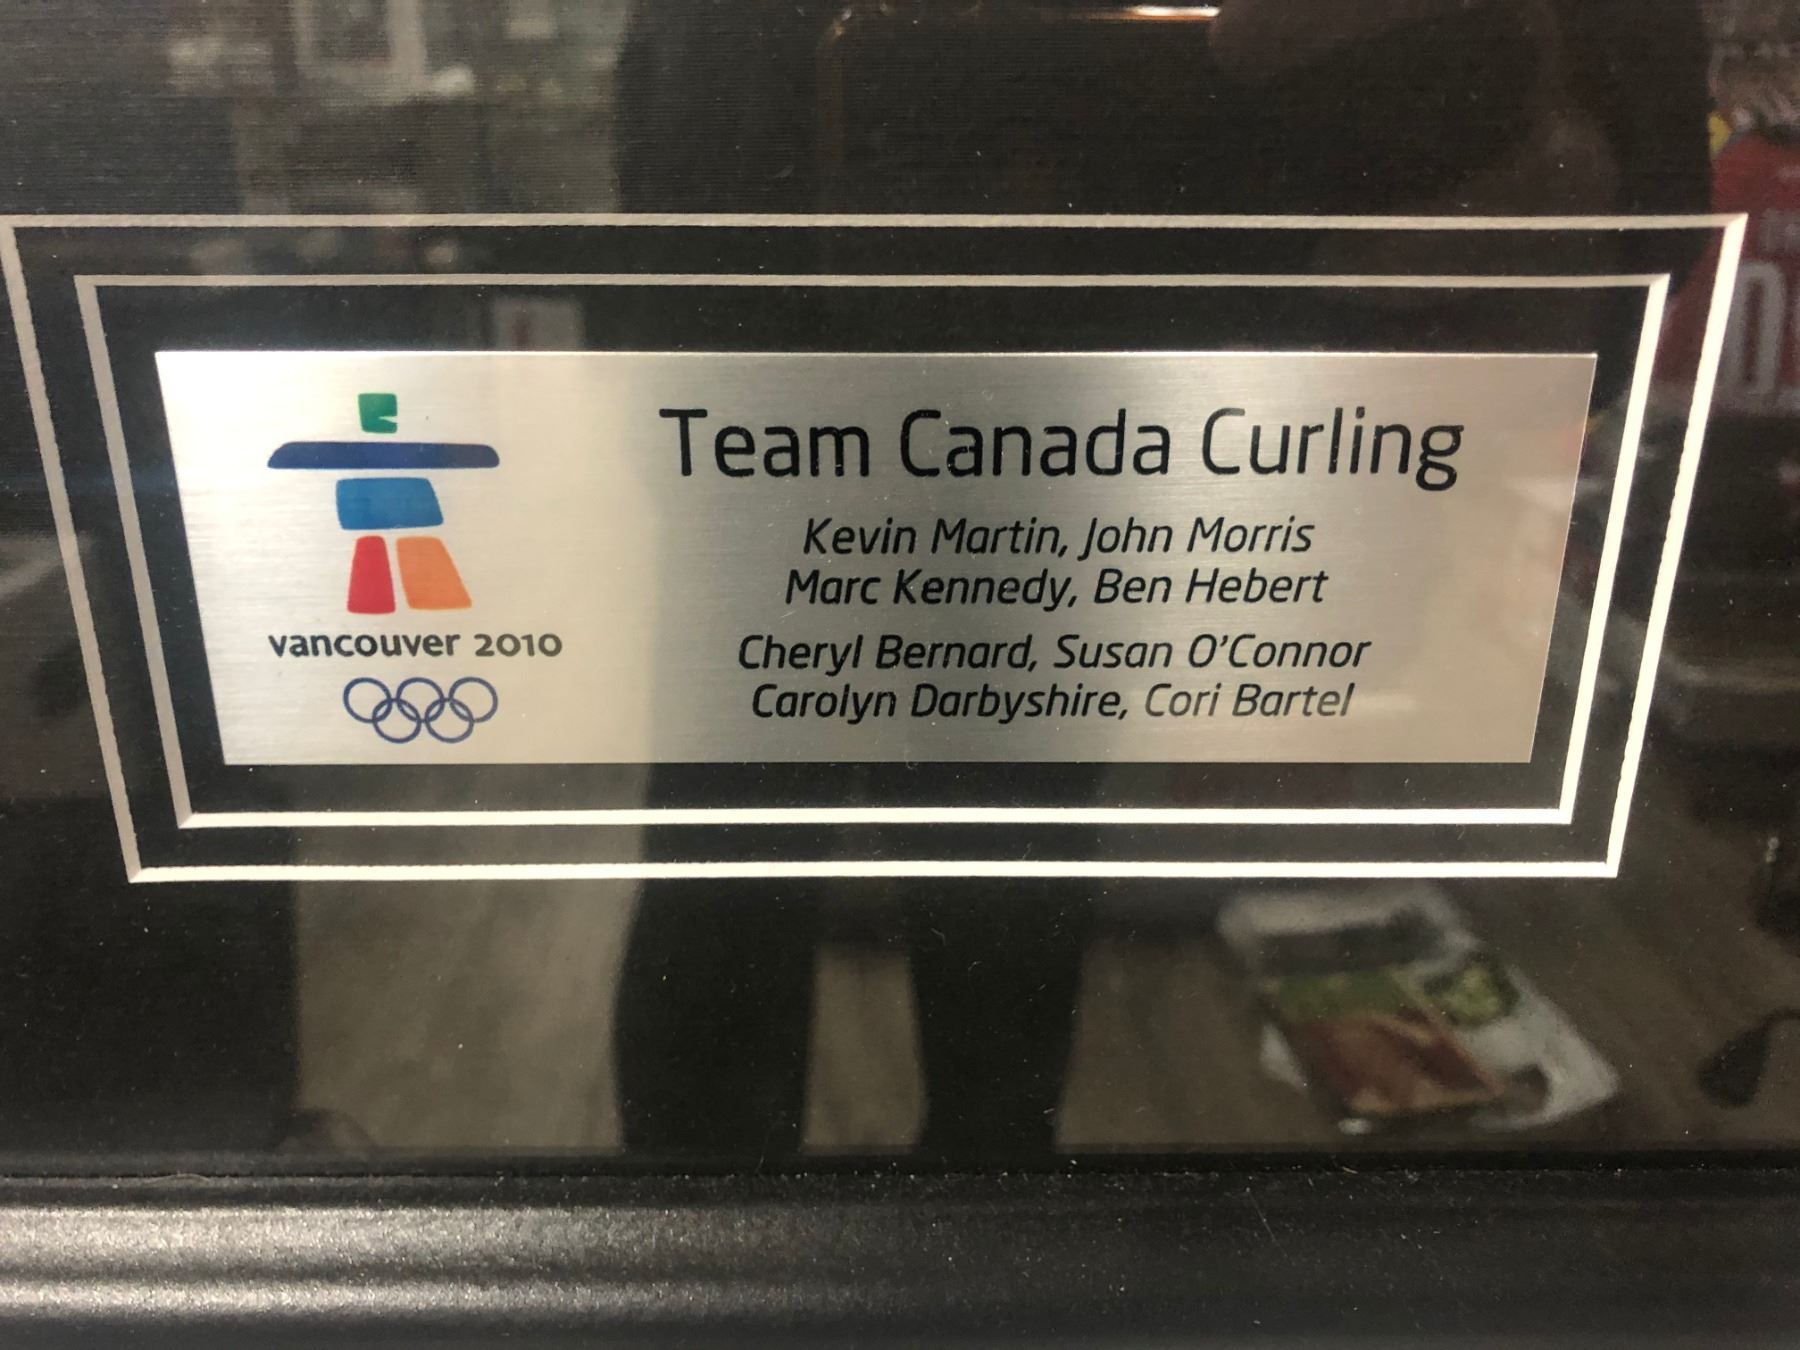 Team Canada Curling
Kevin Martin, John Morris
Marc Kennedy, Ben Hebert
Cheryl Bernard, Susan O'Connor
Carolyn Darbyshire, Cori Bartel
vancouver 2010